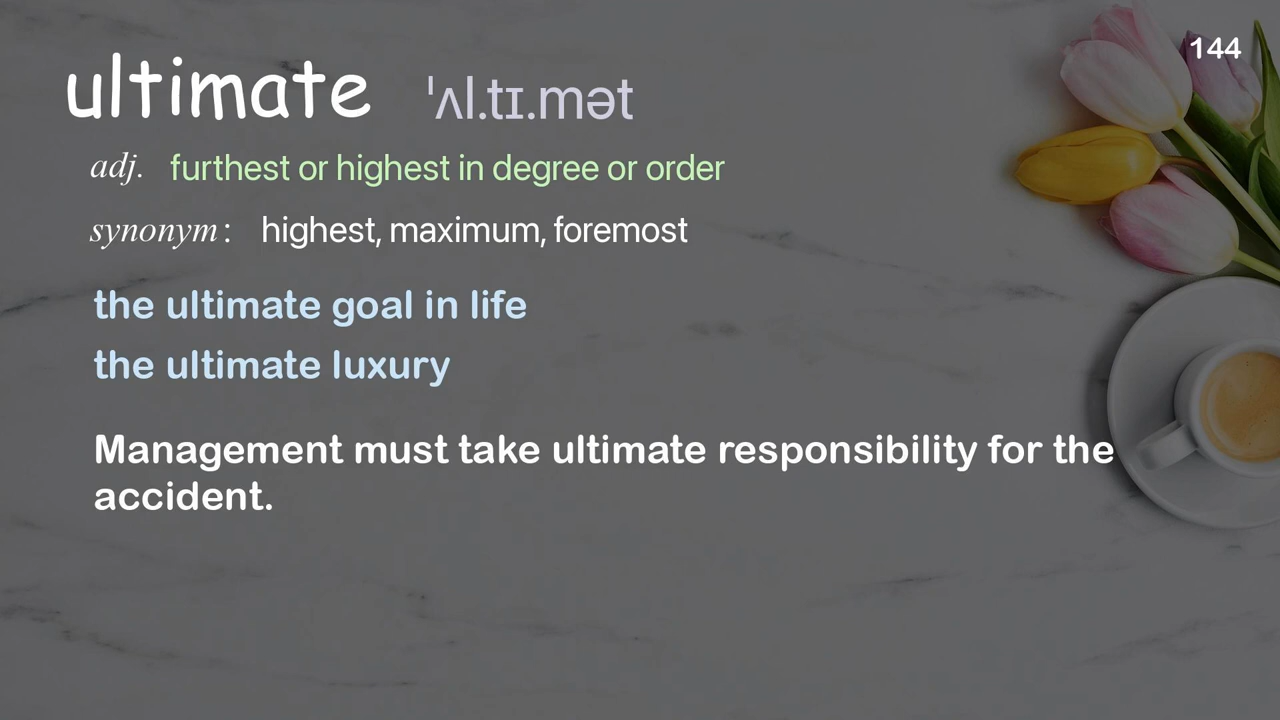 144
ultimate ˈʌl.tɪ.mət
adj. furthest or highest in degree or order
synonym: highest, maximum, foremost
the ultimate goal in life
the ultimate luxury
Management must take ultimate responsibility for the
accident.